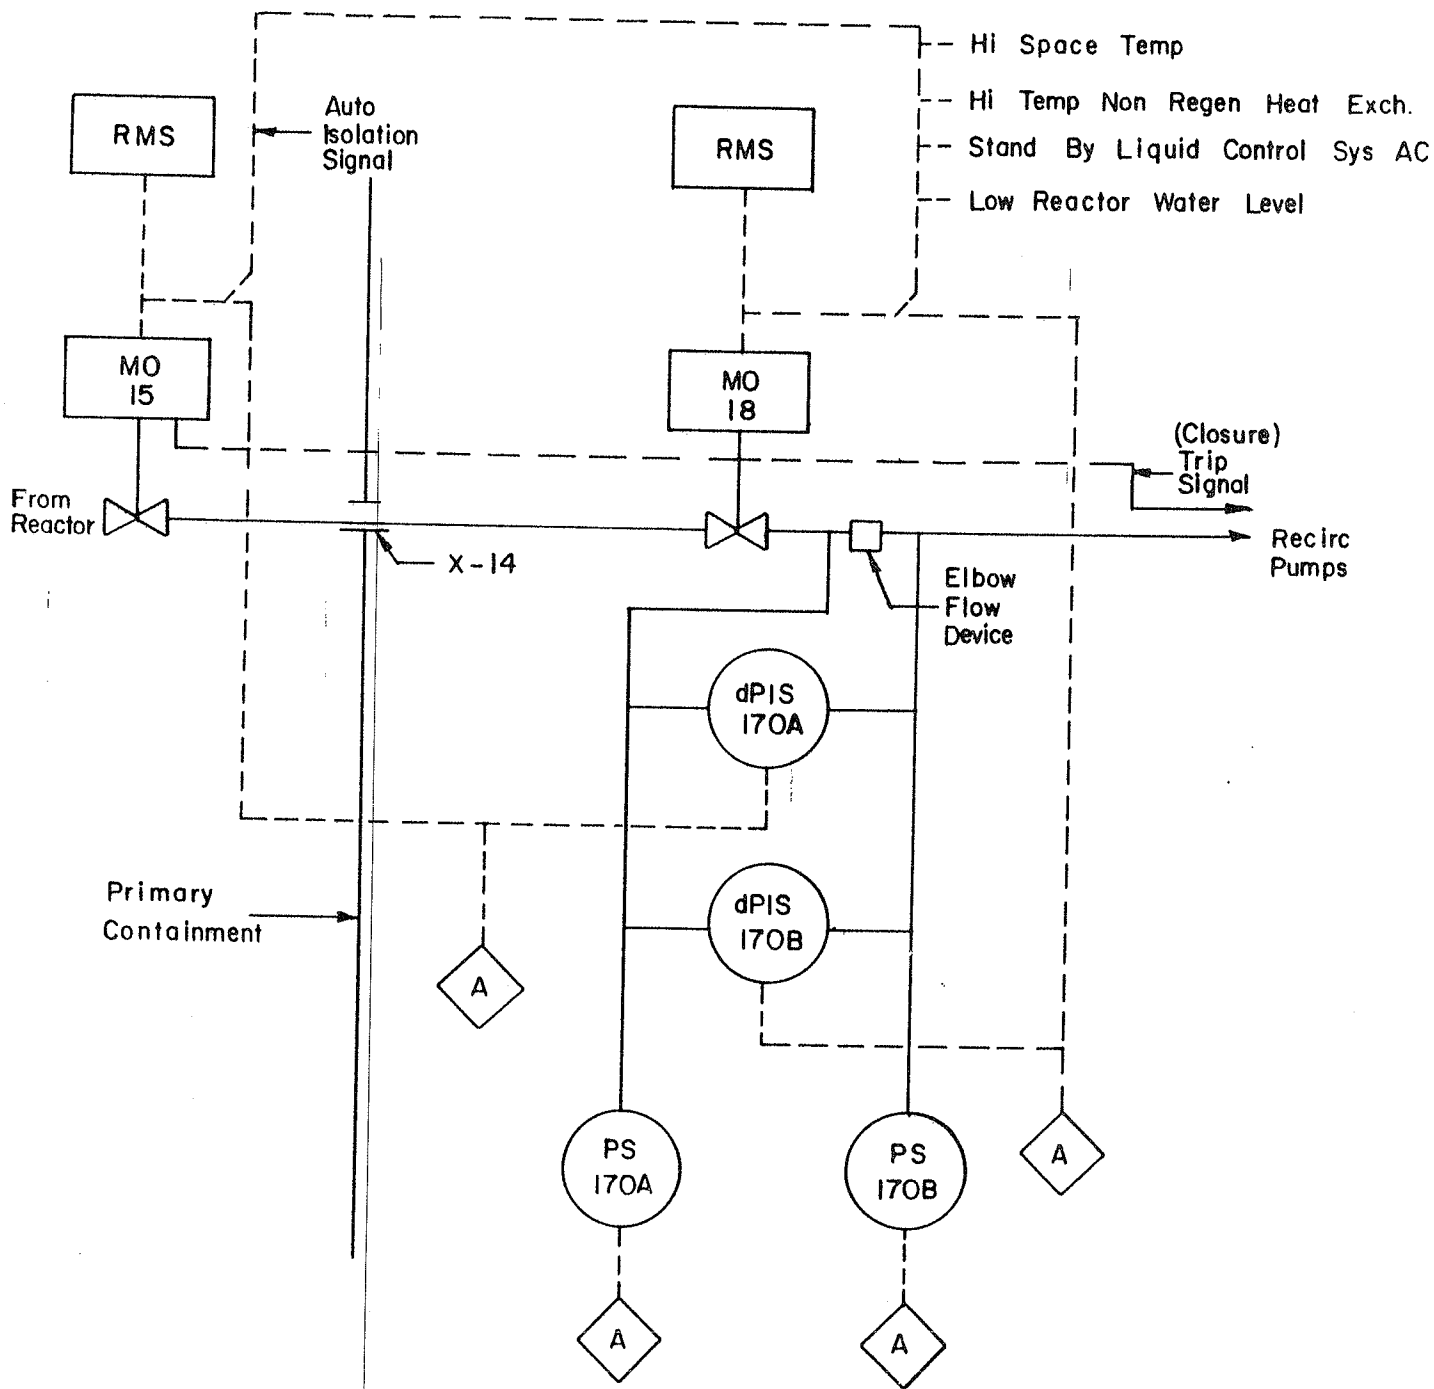 Hi Space Temp
Hi Temp Non Regen Heat Exch.
Stand By Liquid Control Sys AC
Low Reactor Water Level
RMS
Auto
Isolation
Signal
RMS
MO
15
MO
18
(Closure)
Trip
Signal
From
Reactor
X-14
Recirc
Pumps
Elbow
Flow
Device
dPIS
170A
Primary
Containment
dPIS
170B
A
PS
170A
PS
170B
A
A
A